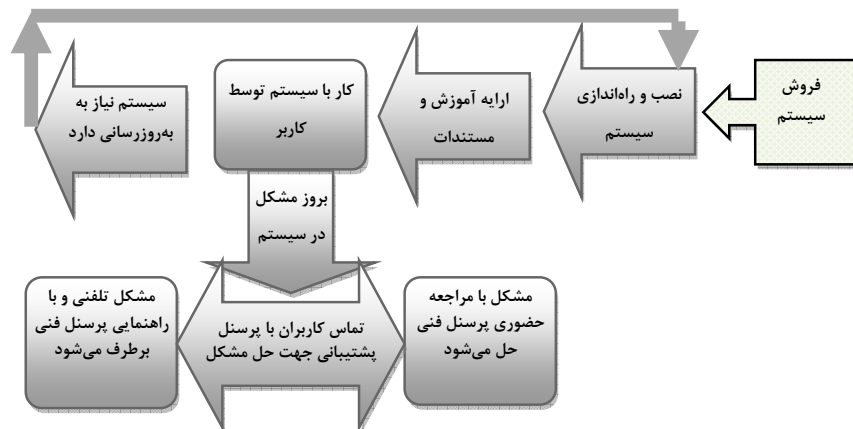 فروش
سیستم
نصب و راه‌اندازی
سیستم
ارایه آموزش و
مستندات
کار با سیستم توسط
کاربر
سیستم نیاز به
به‌روزرسانی دارد
بروز مشکل
در سیستم
مشکل با مراجعه
حضوری پرسنل فنی
حل می‌شود
تماس کاربران با پرسنل
پشتیبانی جهت حل مشکل
مشکل تلفنی و با
راهنمایی پرسنل فنی
برطرف می‌شود